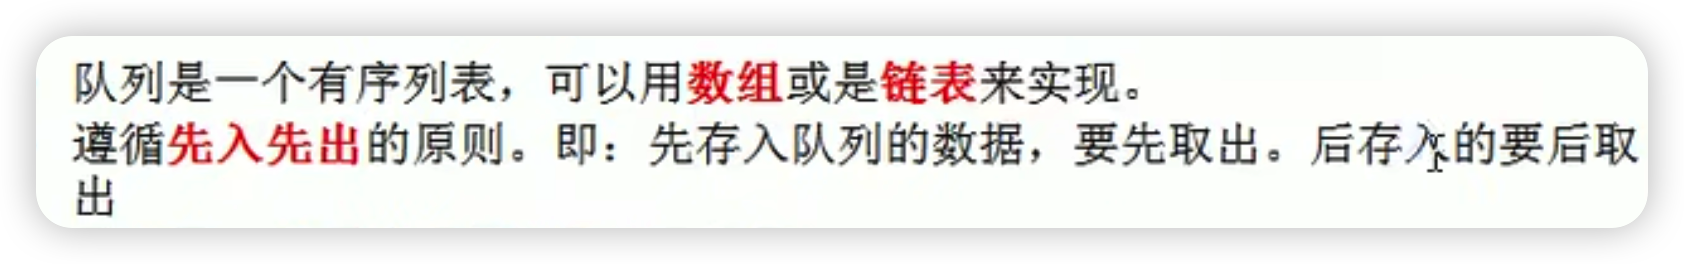 队列是一个有序列表，可以用数组或是链表来实现。
遵循先入先出的原则。即：先存入队列的数据，要先取出。后存入的要后取
出